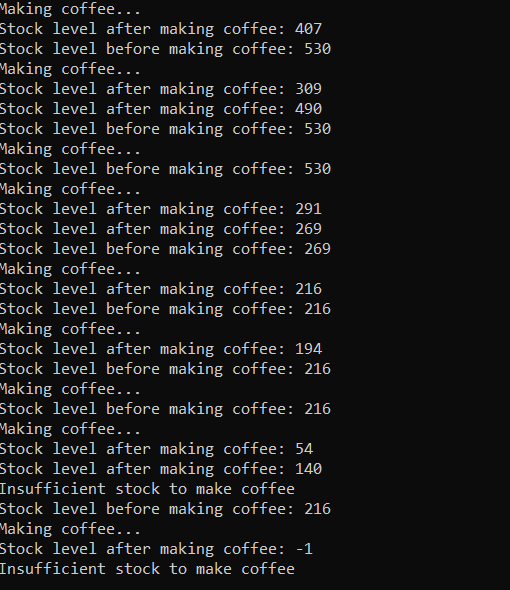 Making coffee...
Stock level after making coffee: 407
Stock level before making coffee: 530
Making coffee...
Stock level after making coffee: 309
Stock level after making coffee: 490
Stock level before making coffee: 530
Making coffee...
Stock level before making coffee: 530
Making coffee...
Stock level after making coffee: 291
Stock level after making coffee: 269
Stock level before making coffee: 269
Making coffee...
Stock level after making coffee: 216
Stock level before making coffee: 216
Making coffee...
Stock level after making coffee: 194
Stock level before making coffee: 216
Making coffee...
Stock level before making coffee: 216
Making coffee...
Stock level after making coffee: 54
Stock level after making coffee: 140
Insufficient stock to make coffee
Stock level before making coffee: 216
Making coffee...
Stock level after making coffee: -1
Insufficient stock to make coffee